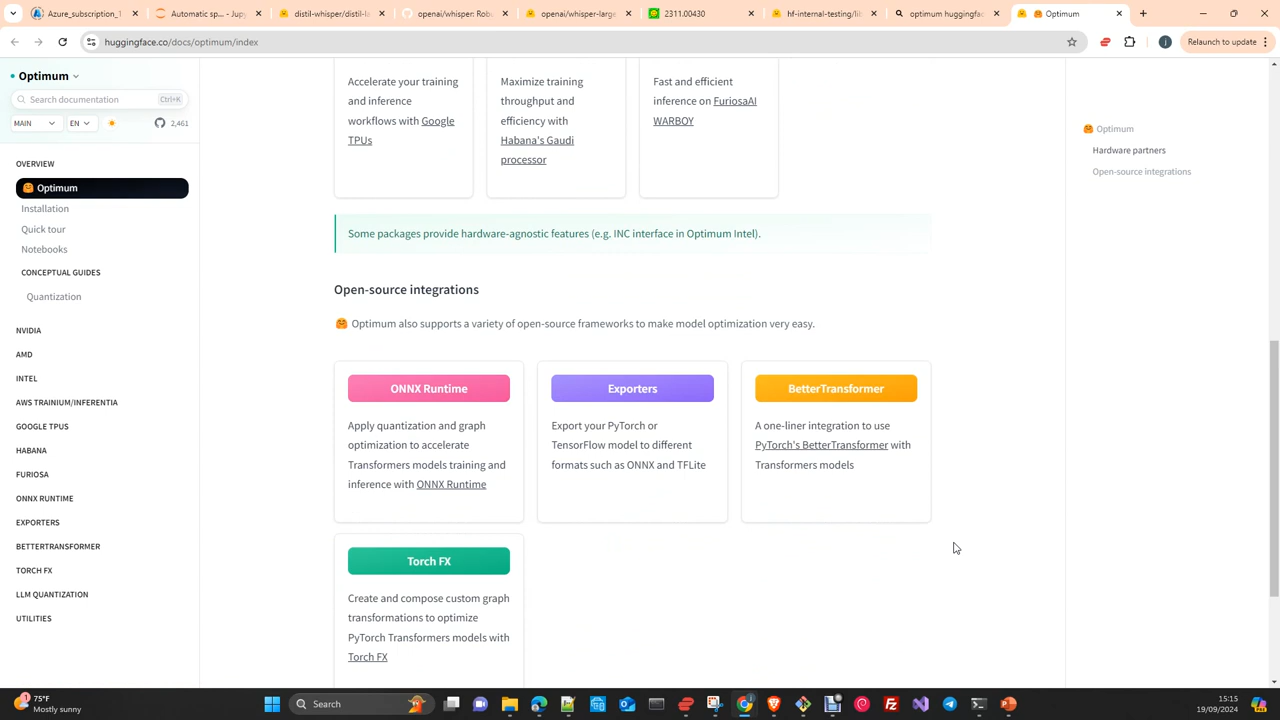 Azure_subscription_1
Automatic sp... - Jup
distil-whisper/distil-
openai/whisper: Rob
openai/whisper-large
2311.00430
hf-internal-testing/lib
optimum huggingfac
Optimum
huggingface.co/docs/optimum/index
Relaunch to update
Optimum
Search documentation
Ctrl+K
MAIN
EN
2,461
OVERVIEW
Optimum
Installation
Quick tour
Notebooks
CONCEPTUAL GUIDES
Quantization
NVIDIA
AMD
INTEL
AWS TRAINIUM/INFERENTIA
GOOGLE TPUS
HABANA
FURIOSA
ONNX RUNTIME
EXPORTERS
BETTERTRANSFORMER
TORCH FX
LLM QUANTIZATION
UTILITIES
Accelerate your training
and inference
workflows with Google
TPUs
Maximize training
throughput and
efficiency with
Habana's Gaudi
processor
Fast and efficient
inference on FuriosaAI
WARBOY
Some packages provide hardware-agnostic features (e.g. INC interface in Optimum Intel).
Open-source integrations
Optimum also supports a variety of open-source frameworks to make model optimization very easy.
ONNX Runtime
Apply quantization and graph
optimization to accelerate
Transformers models training and
inference with ONNX Runtime
Exporters
Export your PyTorch or
TensorFlow model to different
formats such as ONNX and TFLite
BetterTransformer
A one-liner integration to use
PyTorch's BetterTransformer with
Transformers models
Torch FX
Create and compose custom graph
transformations to optimize
PyTorch Transformers models with
Torch FX
Optimum
Hardware partners
Open-source integrations
75°F
Mostly sunny
Search
15:15
19/09/2024